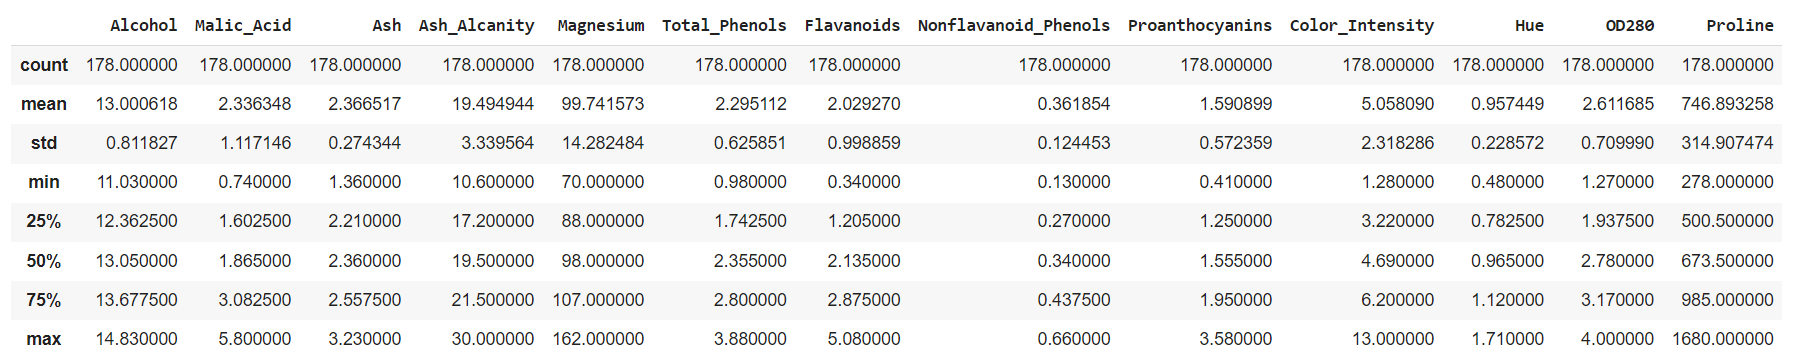 Alcohol Malic_Acid Ash Ash_Alcanity Magnesium Total_Phenols Flavanoids Nonflavanoid_Phenols Proanthocyanins Color_Intensity Hue OD280 Proline
count 178.000000 178.000000 178.000000 178.000000 178.000000 178.000000 178.000000 178.000000 178.000000 178.000000 178.000000 178.000000 178.000000
mean 13.000618 2.336348 2.366517 19.494944 99.741573 2.295112 2.029270 0.361854 1.590899 5.058090 0.957449 2.611685 746.893258
std 0.811827 1.117146 0.274344 3.339564 14.282484 0.625851 0.998859 0.124453 0.572359 2.318286 0.228572 0.709990 314.907474
min 11.030000 0.740000 1.360000 10.600000 70.000000 0.980000 0.340000 0.130000 0.410000 1.280000 0.480000 1.270000 278.000000
25% 12.362500 1.602500 2.210000 17.200000 88.000000 1.742500 1.205000 0.270000 1.250000 3.220000 0.782500 1.937500 500.500000
50% 13.050000 1.865000 2.360000 19.500000 98.000000 2.355000 2.135000 0.340000 1.555000 4.690000 0.965000 2.780000 673.500000
75% 13.677500 3.082500 2.557500 21.500000 107.000000 2.800000 2.875000 0.437500 1.950000 6.200000 1.120000 3.170000 985.000000
max 14.830000 5.800000 3.230000 30.000000 162.000000 3.880000 5.080000 0.660000 3.580000 13.000000 1.710000 4.000000 1680.000000